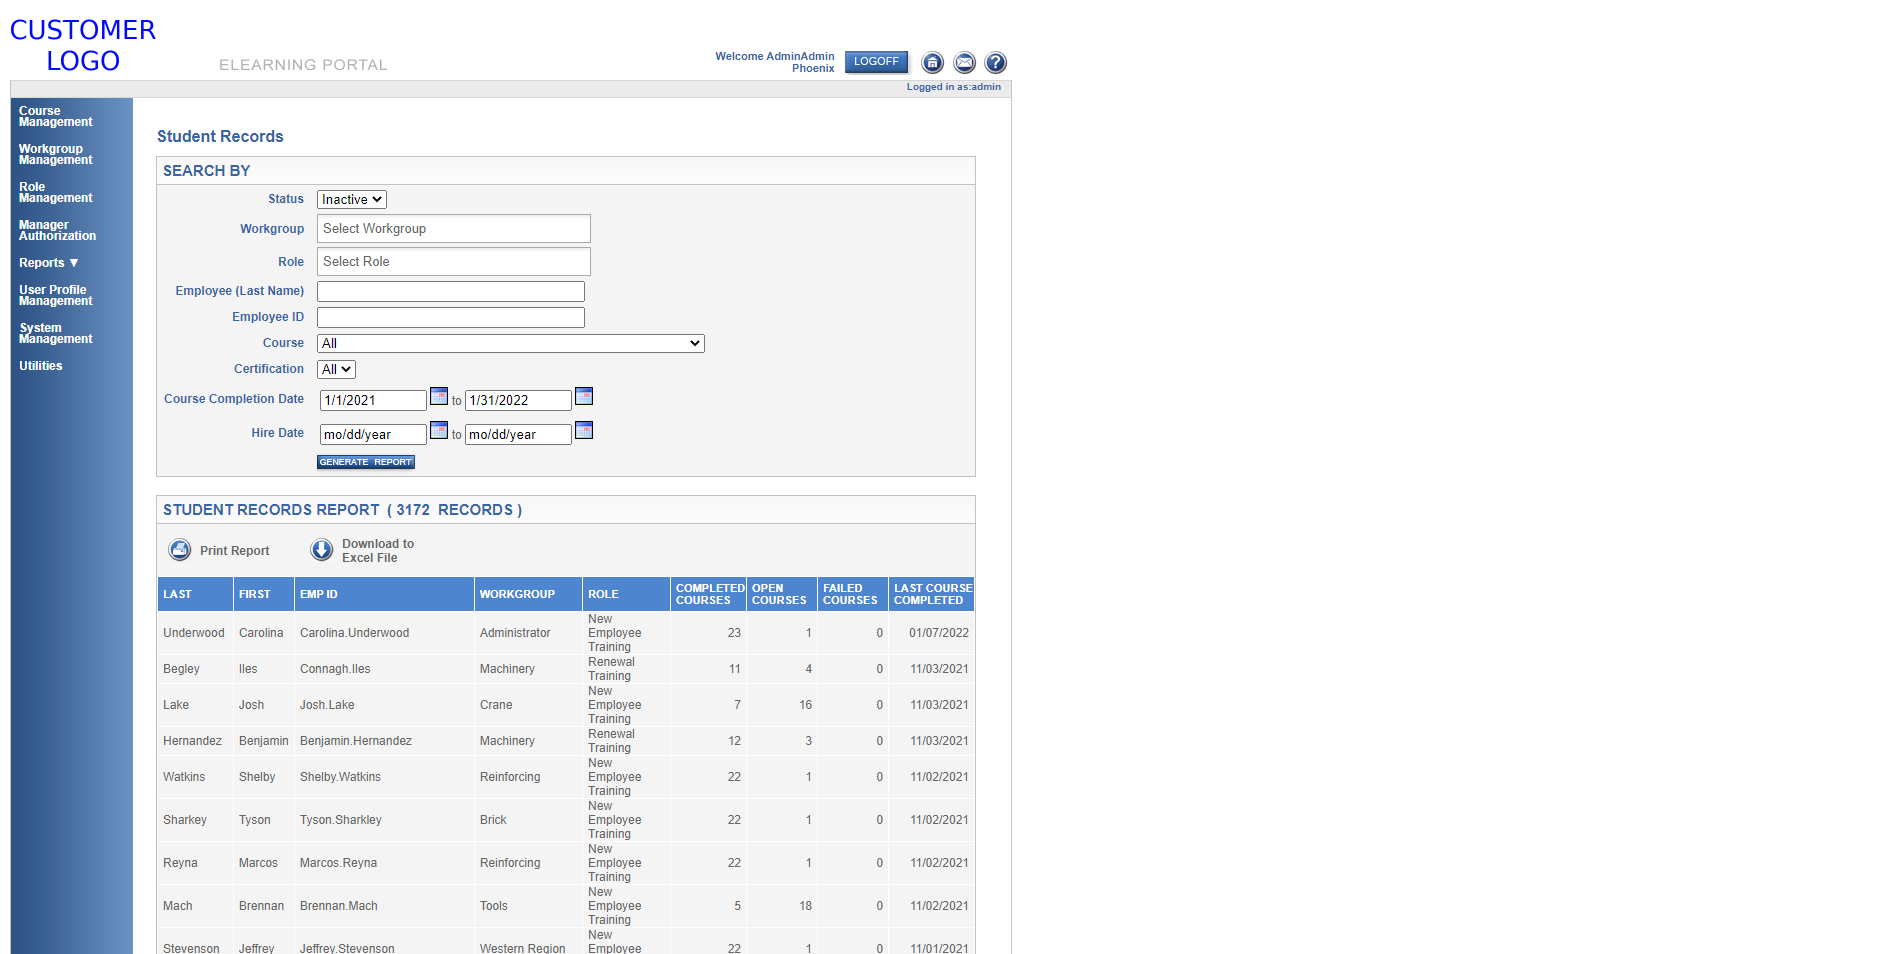 CUSTOMER
LOGO
ELEARNING PORTAL
Welcome AdminAdmin
Phoenix
LOGOFF
Logged in as:admin
Course
Management
Workgroup
Management
Role
Management
Manager
Authorization
Reports ▼
User Profile
Management
System
Management
Utilities
Student Records
SEARCH BY
Status Inactive
Workgroup Select Workgroup
Role Select Role
Employee (Last Name)
Employee ID
Course All
Certification All
Course Completion Date 1/1/2021 to 1/31/2022
Hire Date mo/dd/year to mo/dd/year
GENERATE REPORT
STUDENT RECORDS REPORT ( 3172 RECORDS )
Print Report
Download to
Excel File
LAST FIRST EMP ID WORKGROUP ROLE COMPLETED COURSES OPEN COURSES FAILED COURSES LAST COURSE COMPLETED
Underwood Carolina Carolina.Underwood Administrator New Employee Training 23 1 0 01/07/2022
Begley Iles Connagh.Iles Machinery Renewal Training 11 4 0 11/03/2021
Lake Josh Josh.Lake Crane New Employee Training 7 16 0 11/03/2021
Hernandez Benjamin Benjamin.Hernandez Machinery Renewal Training 12 3 0 11/03/2021
Watkins Shelby Shelby.Watkins Reinforcing New Employee Training 22 1 0 11/02/2021
Sharkey Tyson Tyson.Sharkley Brick New Employee Training 22 1 0 11/02/2021
Reyna Marcos Marcos.Reyna Reinforcing New Employee Training 22 1 0 11/02/2021
Mach Brennan Brennan.Mach Tools New Employee Training 5 18 0 11/02/2021
Stevenson Jeffrey Jeffrey.Stevenson Western Region New Employee 22 1 0 11/01/2021